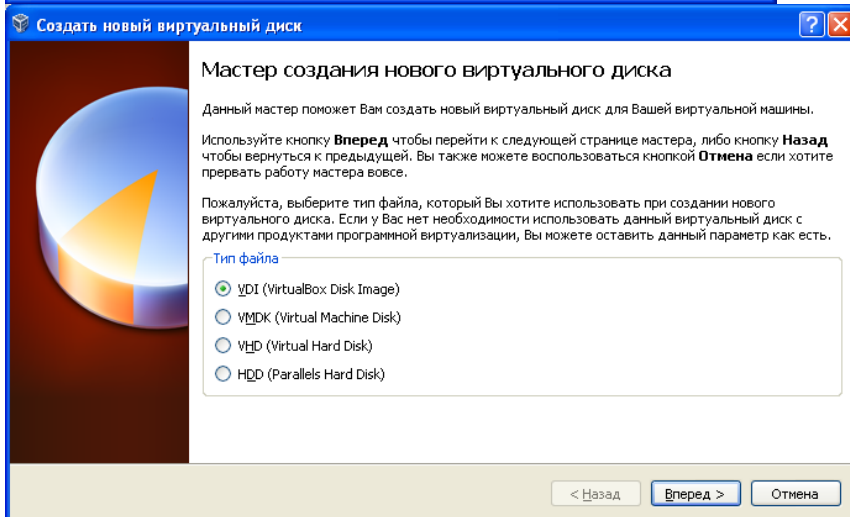 Создать новый виртуальный диск
Мастер создания нового виртуального диска
Данный мастер поможет Вам создать новый виртуальный диск для Вашей виртуальной машины.
Используйте кнопку Вперед чтобы перейти к следующей странице мастера, либо кнопку Назад
чтобы вернуться к предыдущей. Вы также можете воспользоваться кнопкой Отмена если хотите
прервать работу мастера вовсе.
Пожалуйста, выберите тип файла, который Вы хотите использовать при создании нового
виртуального диска. Если у Вас нет необходимости использовать данный виртуальный диск с
другими продуктами программной виртуализации, Вы можете оставить данный параметр как есть.
Тип файла
VDI (VirtualBox Disk Image)
VMDK (Virtual Machine Disk)
VHD (Virtual Hard Disk)
HDD (Parallels Hard Disk)
< Назад Вперед > Отмена